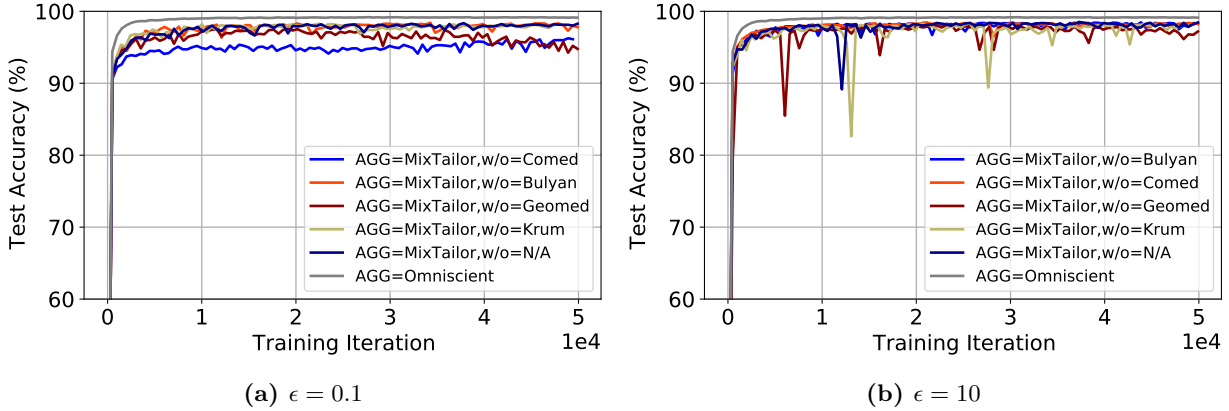 100
90
80
70
60
Test Accuracy (%)
AGG=MixTailor,w/o=Comed
AGG=MixTailor,w/o=Bulyan
AGG=MixTailor,w/o=Geomed
AGG=MixTailor,w/o=Krum
AGG=MixTailor,w/o=N/A
AGG=Omniscient
0 1 2 3 4 5
Training Iteration
1e4
(a) ϵ = 0.1
100
90
80
70
60
Test Accuracy (%)
AGG=MixTailor,w/o=Bulyan
AGG=MixTailor,w/o=Comed
AGG=MixTailor,w/o=Geomed
AGG=MixTailor,w/o=Krum
AGG=MixTailor,w/o=N/A
AGG=Omniscient
0 1 2 3 4 5
Training Iteration
1e4
(b) ϵ = 10